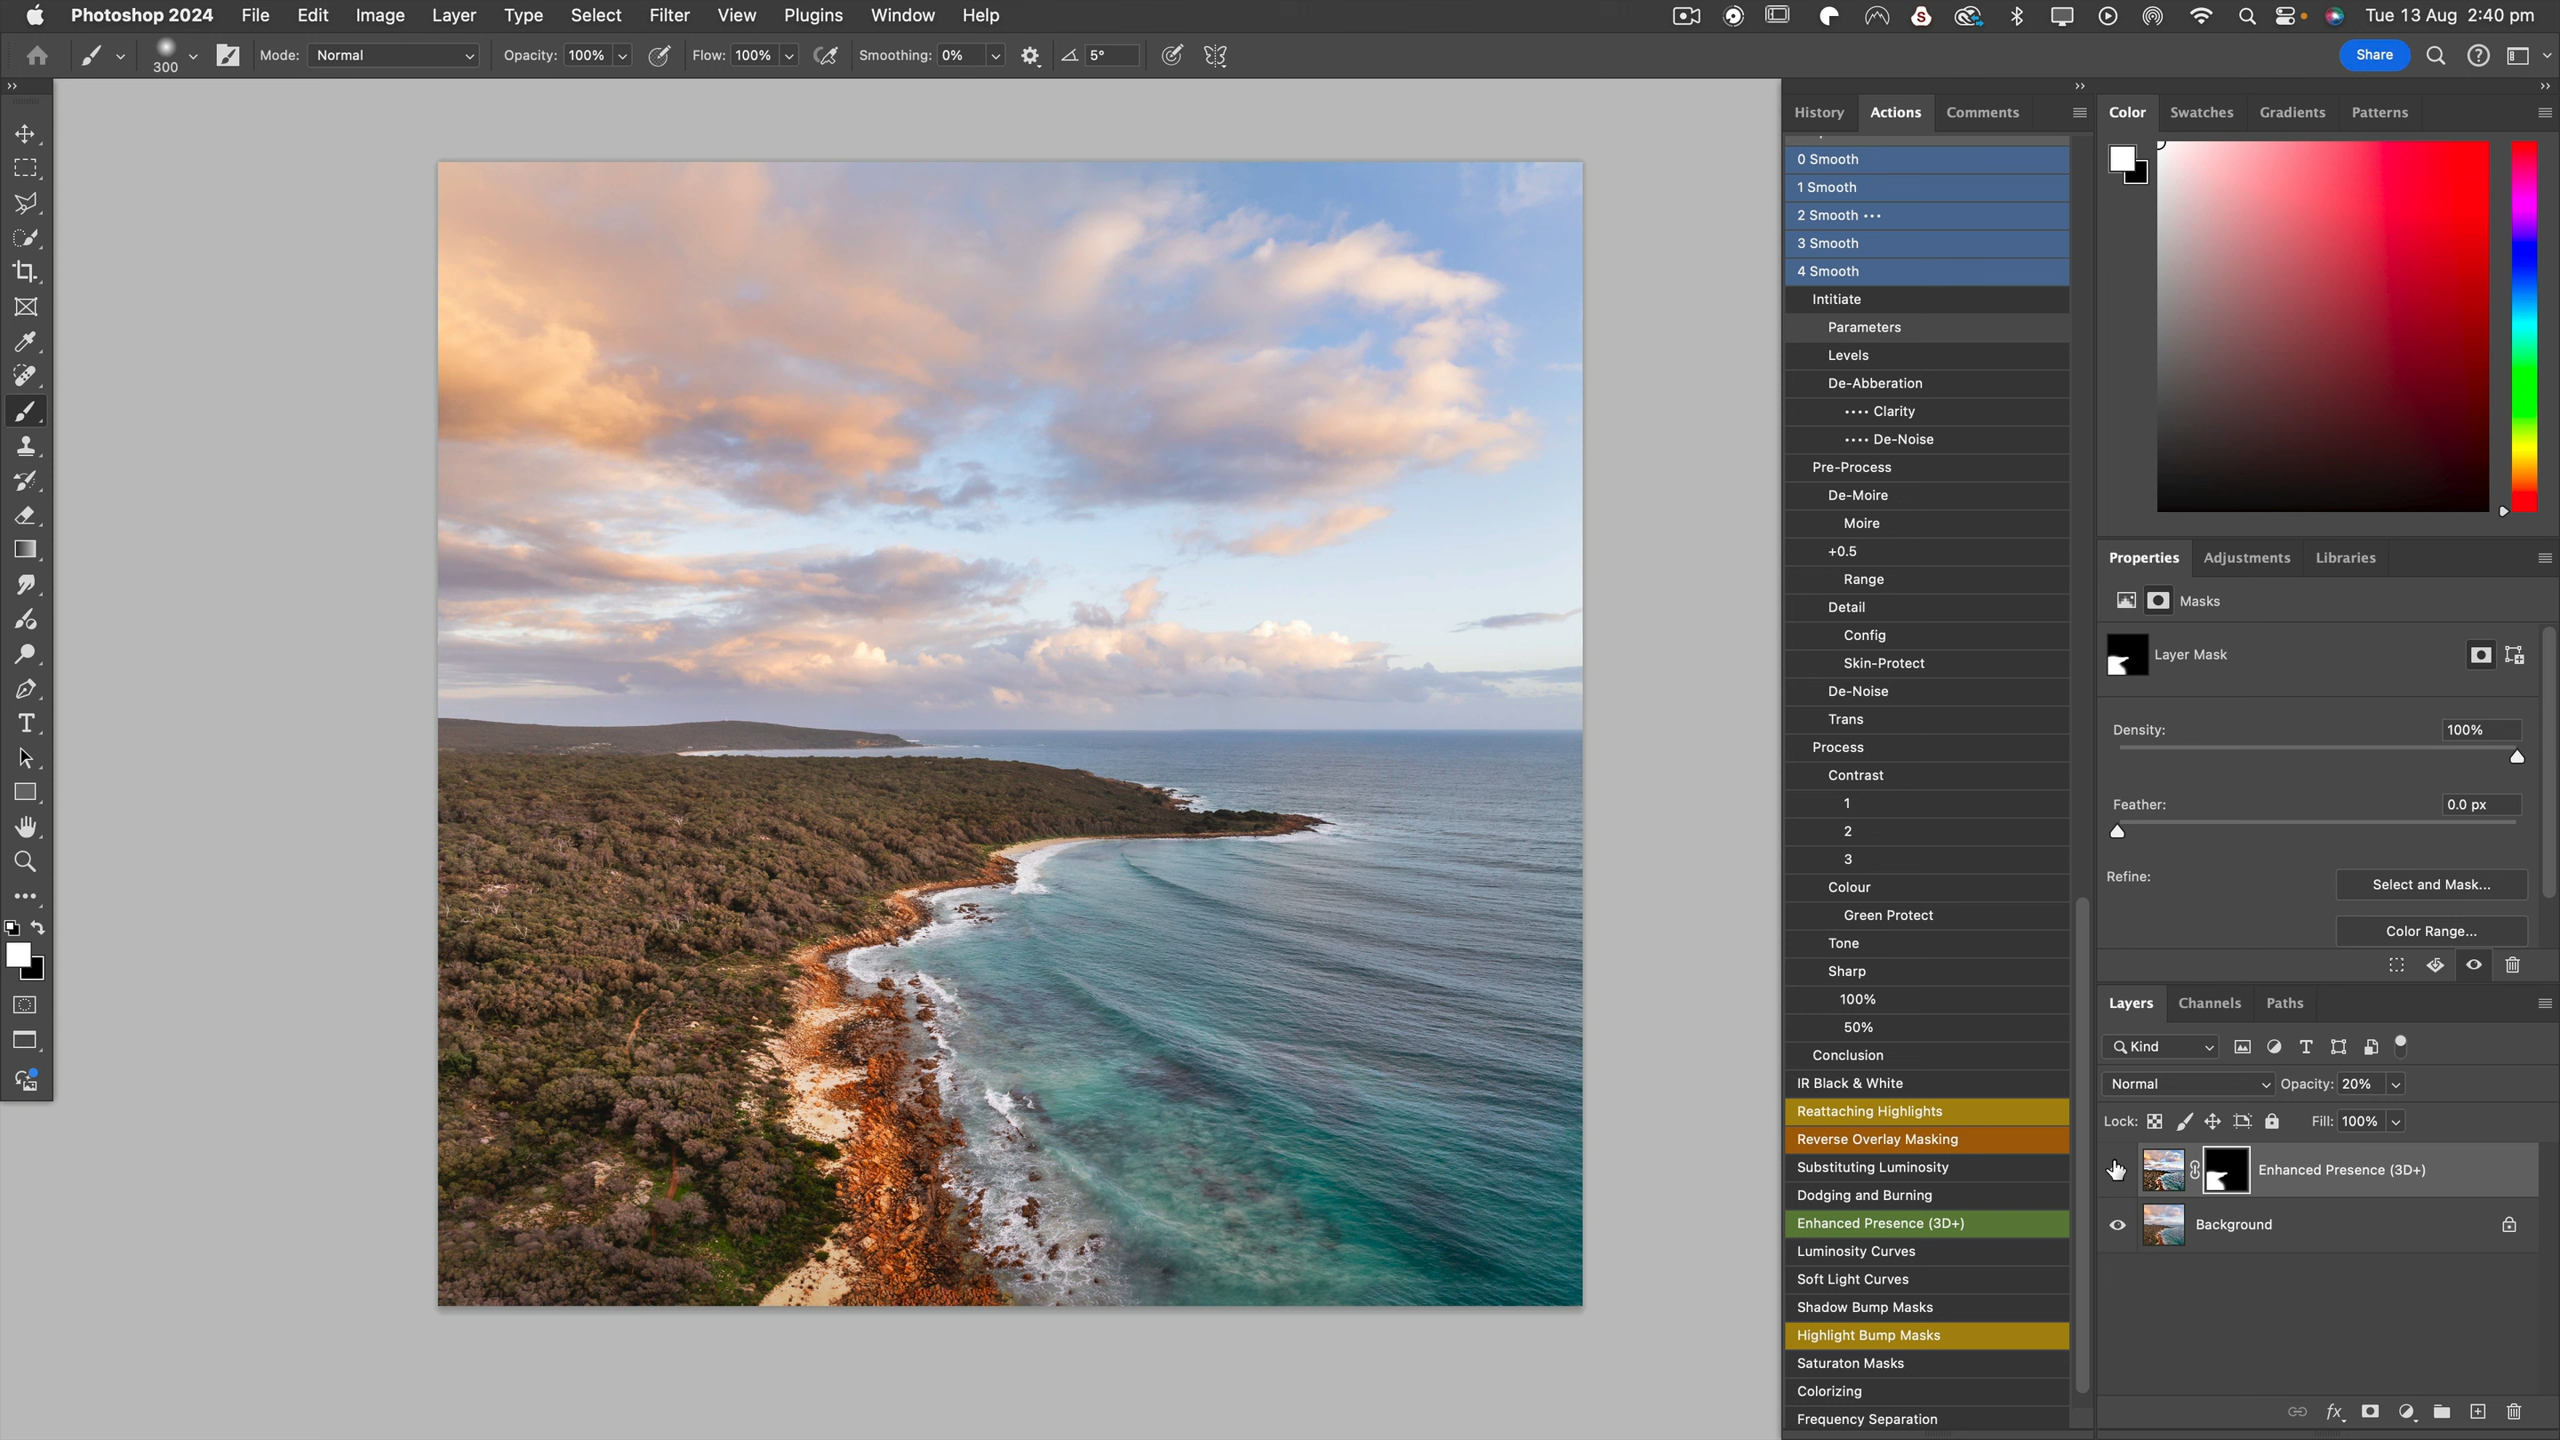 Photoshop 2024 File Edit Image Layer Type Select Filter View Plugins Window Help Tue 13 Aug 2:40 pm
300 Mode: Normal Opacity: 100% Flow: 100% Smoothing: 0% 5° Share
History Actions Comments
0 Smooth
1 Smooth
2 Smooth •••
3 Smooth
4 Smooth
Intitiate
Parameters
Levels
De-Abberation
•••• Clarity
•••• De-Noise
Pre-Process
De-Moire
Moire
+0.5
Range
Detail
Config
Skin-Protect
De-Noise
Trans
Process
Contrast
1
2
3
Colour
Green Protect
Tone
Sharp
100%
50%
Conclusion
IR Black & White
Reattaching Highlights
Reverse Overlay Masking
Substituting Luminosity
Dodging and Burning
Enhanced Presence (3D+)
Luminosity Curves
Soft Light Curves
Shadow Bump Masks
Highlight Bump Masks
Saturaton Masks
Colorizing
Frequency Separation
Color Swatches Gradients Patterns
Properties Adjustments Libraries
Masks
Layer Mask
Density: 100%
Feather: 0.0 px
Refine: Select and Mask...
Color Range...
Layers Channels Paths
Kind
Normal Opacity: 20%
Lock: Fill: 100%
Enhanced Presence (3D+)
Background